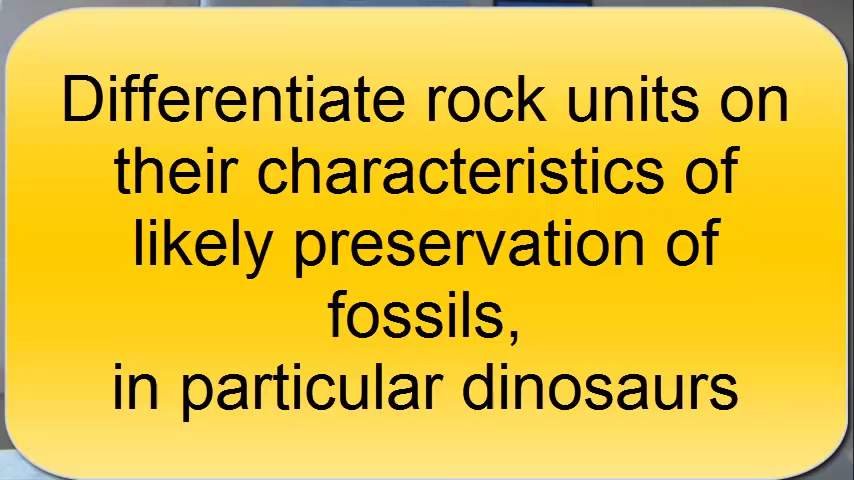 Differentiate rock units on
their characteristics of
likely preservation of
fossils,
in particular dinosaurs